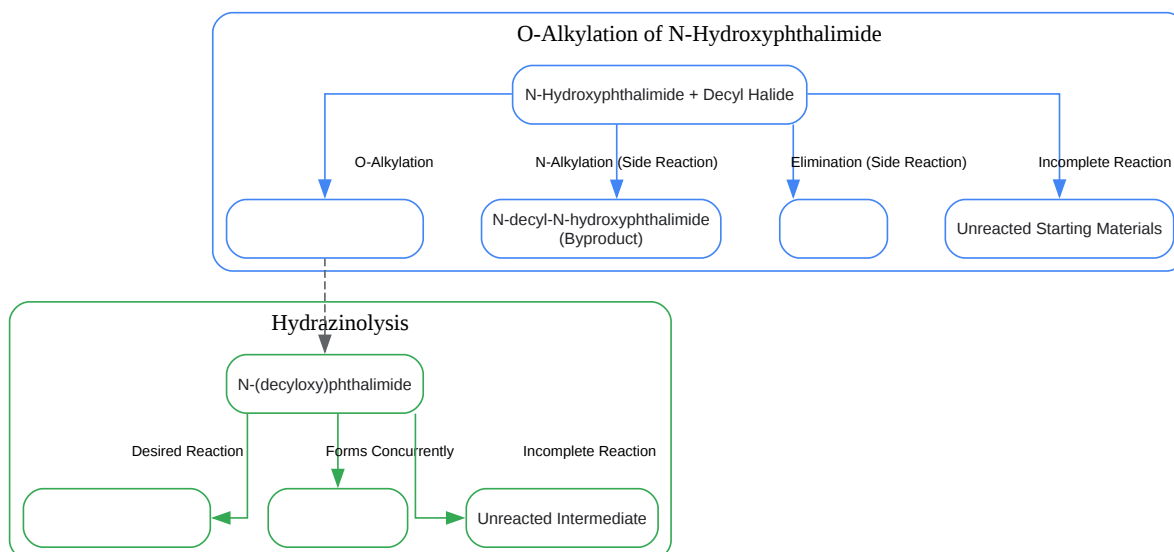 O-Alkylation of N-Hydroxyphthalimide
N-Hydroxyphthalimide + Decyl Halide
O-Alkylation
N-Alkylation (Side Reaction)
Elimination (Side Reaction)
Incomplete Reaction
N-decyl-N-hydroxyphthalimide
(Byproduct)
Unreacted Starting Materials
Hydrazinolysis
N-(decyloxy)phthalimide
Desired Reaction
Forms Concurrently
Incomplete Reaction
Unreacted Intermediate